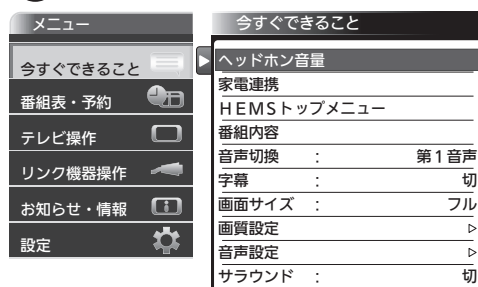 メニュー
今すぐできること
番組表・予約
テレビ操作
リンク機器操作
お知らせ・情報
設定
今すぐできること
ヘッドホン音量
家電連携
ＨＥＭＳトップメニュー
番組内容
音声切換 : 第１音声
字幕 : 切
画面サイズ : フル
画質設定 ▷
音声設定 ▷
サラウンド : 切